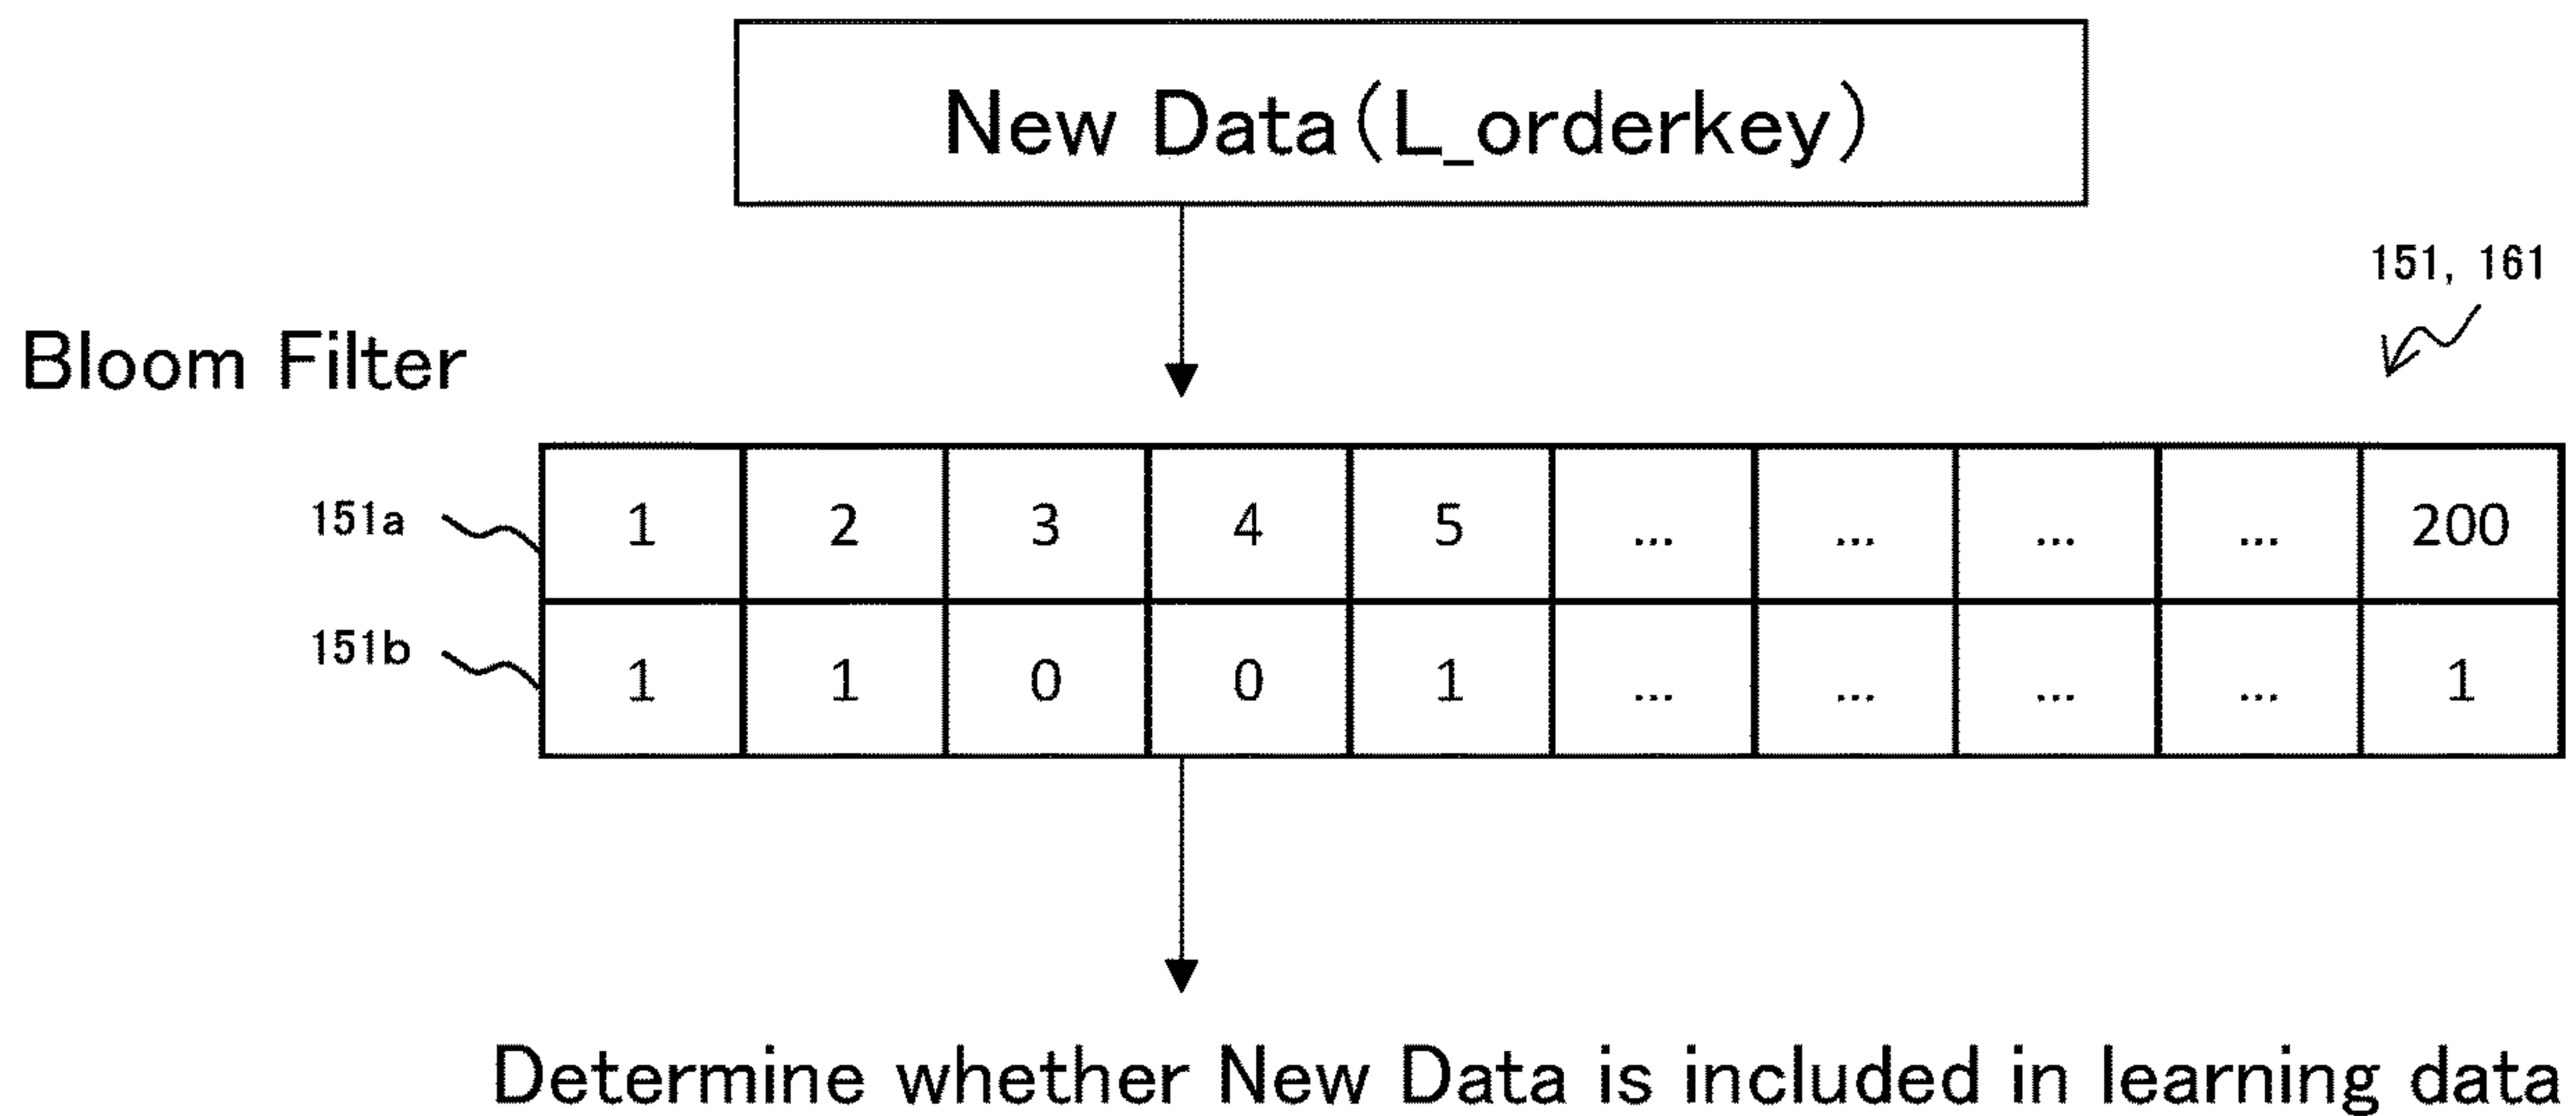 New Data (L_orderkey)
151, 161
Bloom Filter
151a 1 2 3 4 5 ... ... ... ... 200
151b 1 1 0 0 1 ... ... ... ... 1
Determine whether New Data is included in learning data